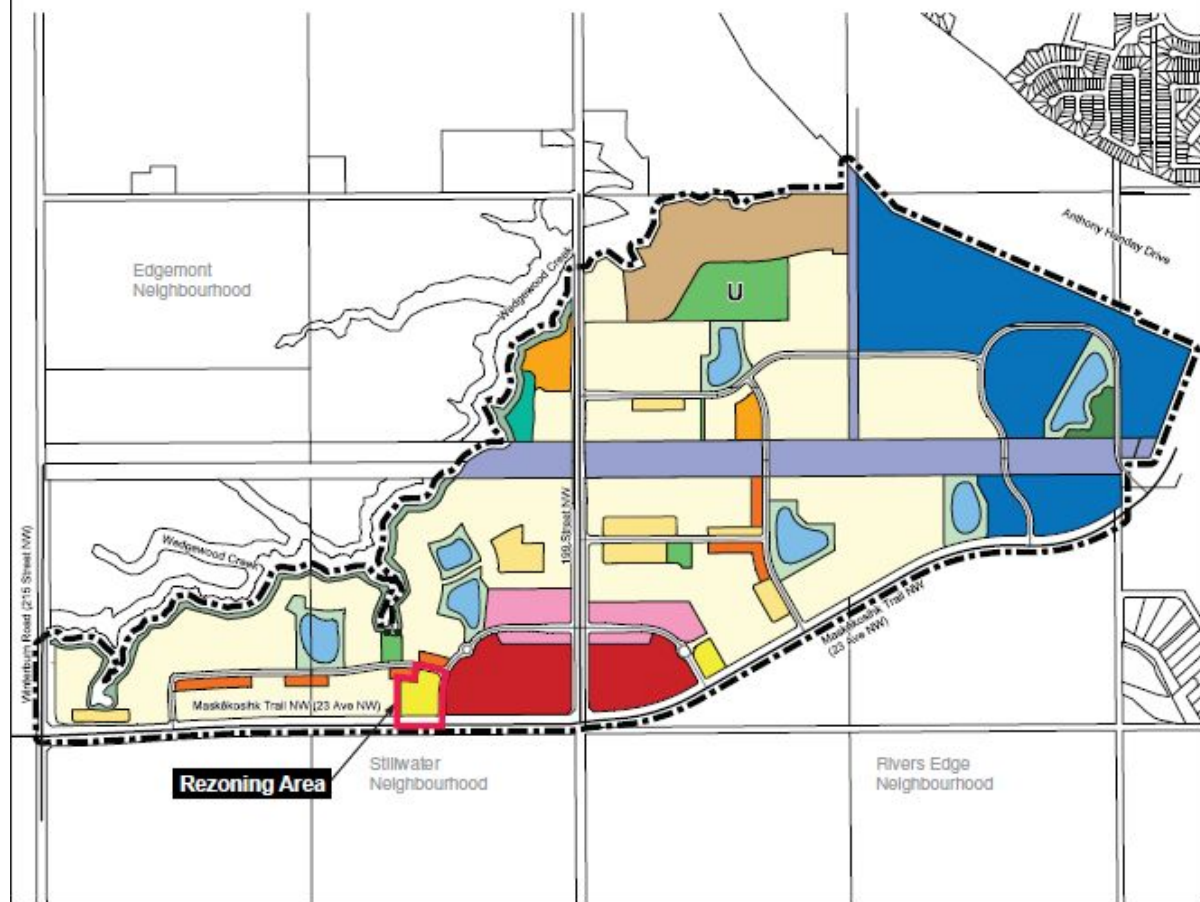 Anthony Henday Drive
Edgemont
Neighbourhood
Wedgewood Creek
U
199 Street NW
Winterburn Road (215 Street NW)
Wedgewood Creek
Maskêkosihk Trail NW
(23 Ave NW)
Maskêkosihk Trail NW (23 Ave NW)
Rezoning Area
Stillwater
Neighbourhood
Rivers Edge
Neighbourhood